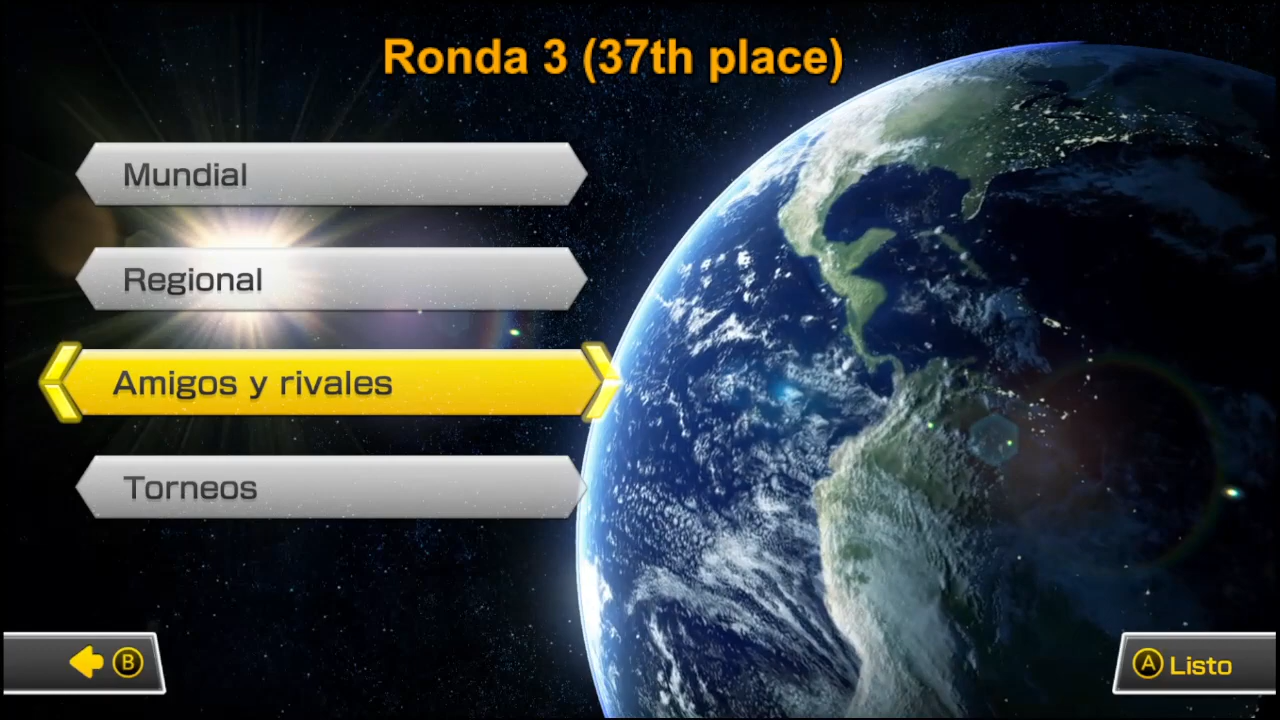 Ronda 3 (37th place)
Mundial
Regional
Amigos y rivales
Torneos
B
A Listo